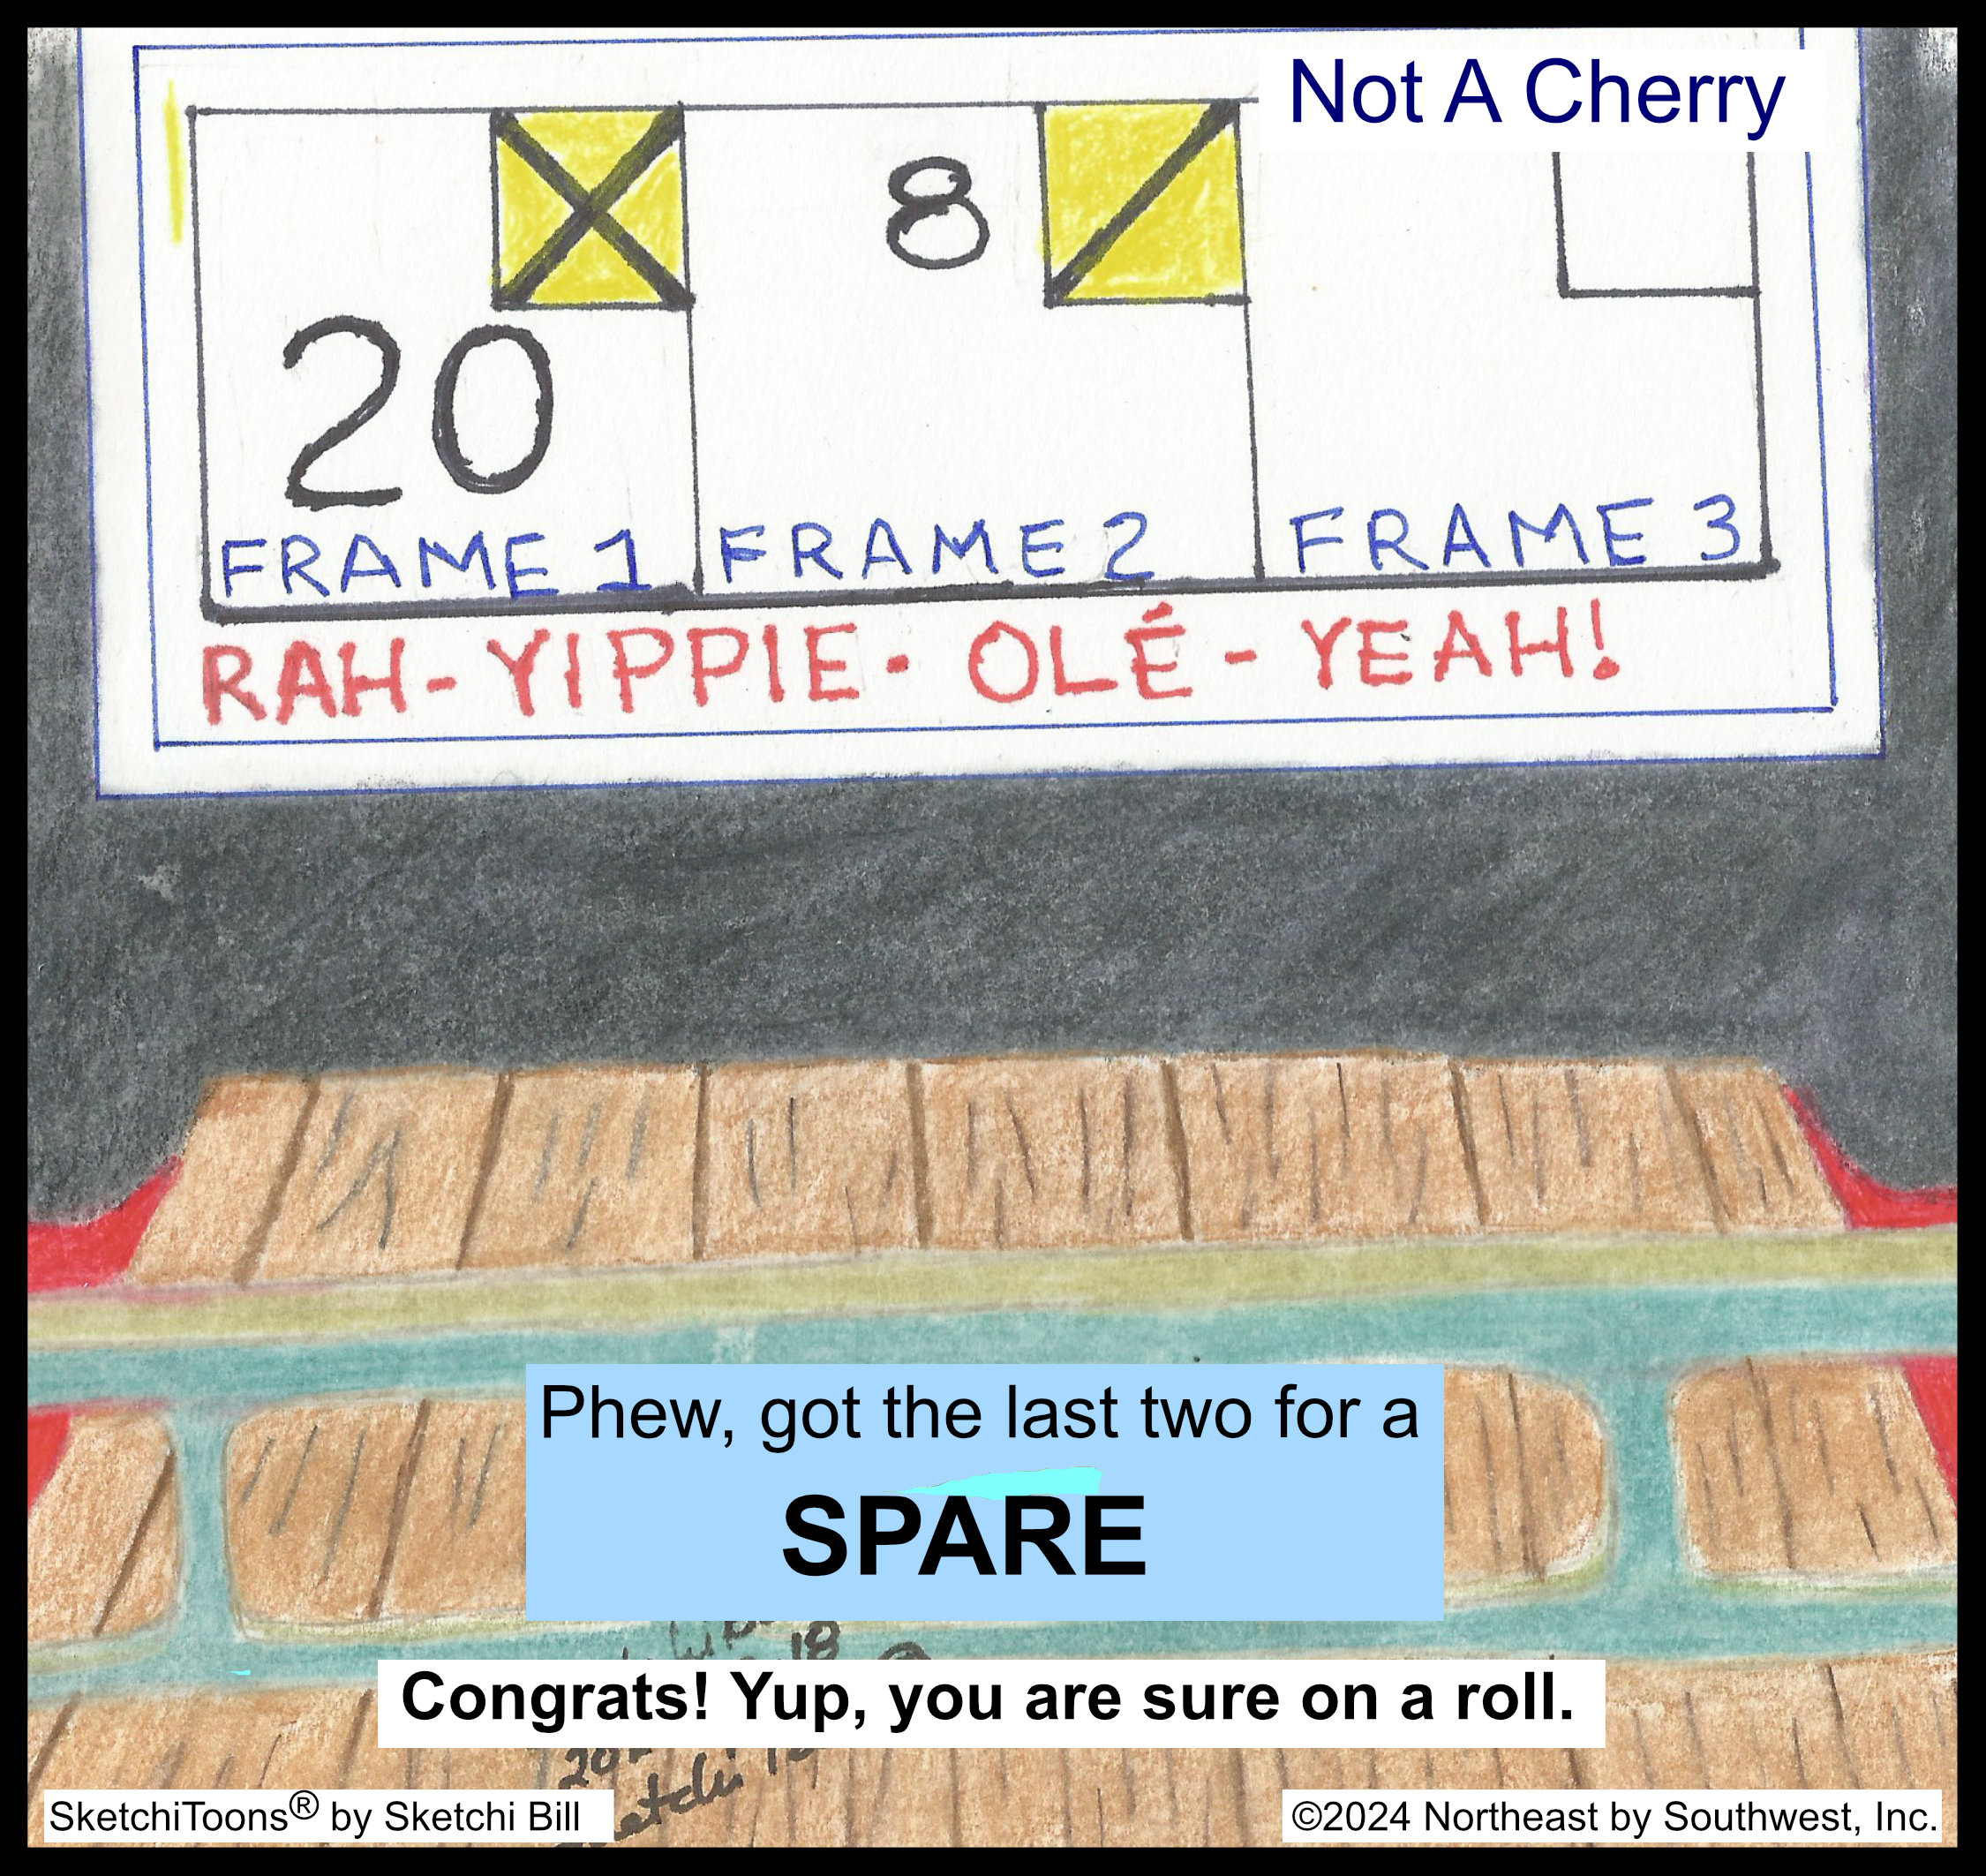 Not A Cherry
X 8 /
20
FRAME 1 FRAME 2 FRAME 3
RAH - YIPPIE - OLÉ - YEAH!
Phew, got the last two for a
SPARE
18
Congrats! Yup, you are sure on a roll.
SketchiToons® by Sketchi Bill
©2024 Northeast by Southwest, Inc.